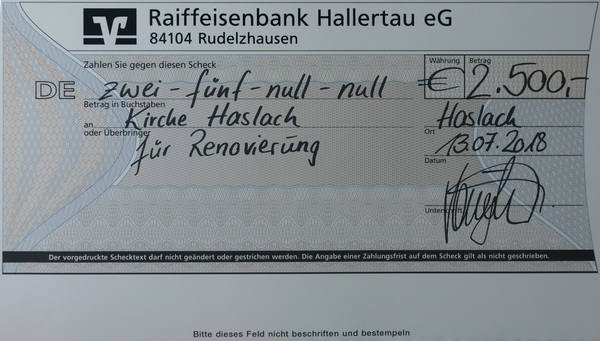 Raiffeisenbank Hallertau eG
84104 Rudelzhausen
Zahlen Sie gegen diesen Scheck
Währung
Betrag
DE
zwei-fünf-null-null
€
2.500,-
Betrag in Buchstaben
an
Kirche Haslach
Haslach
oder Überbringer
Ort
für Renovierung
13.07.2018
Datum
Unterschrift
Der vorgedruckte Schecktext darf nicht geändert oder gestrichen werden. Die Angabe einer Zahlungsfrist auf dem Scheck gilt als nicht geschrieben.
Bitte dieses Feld nicht beschriften und bestempeln